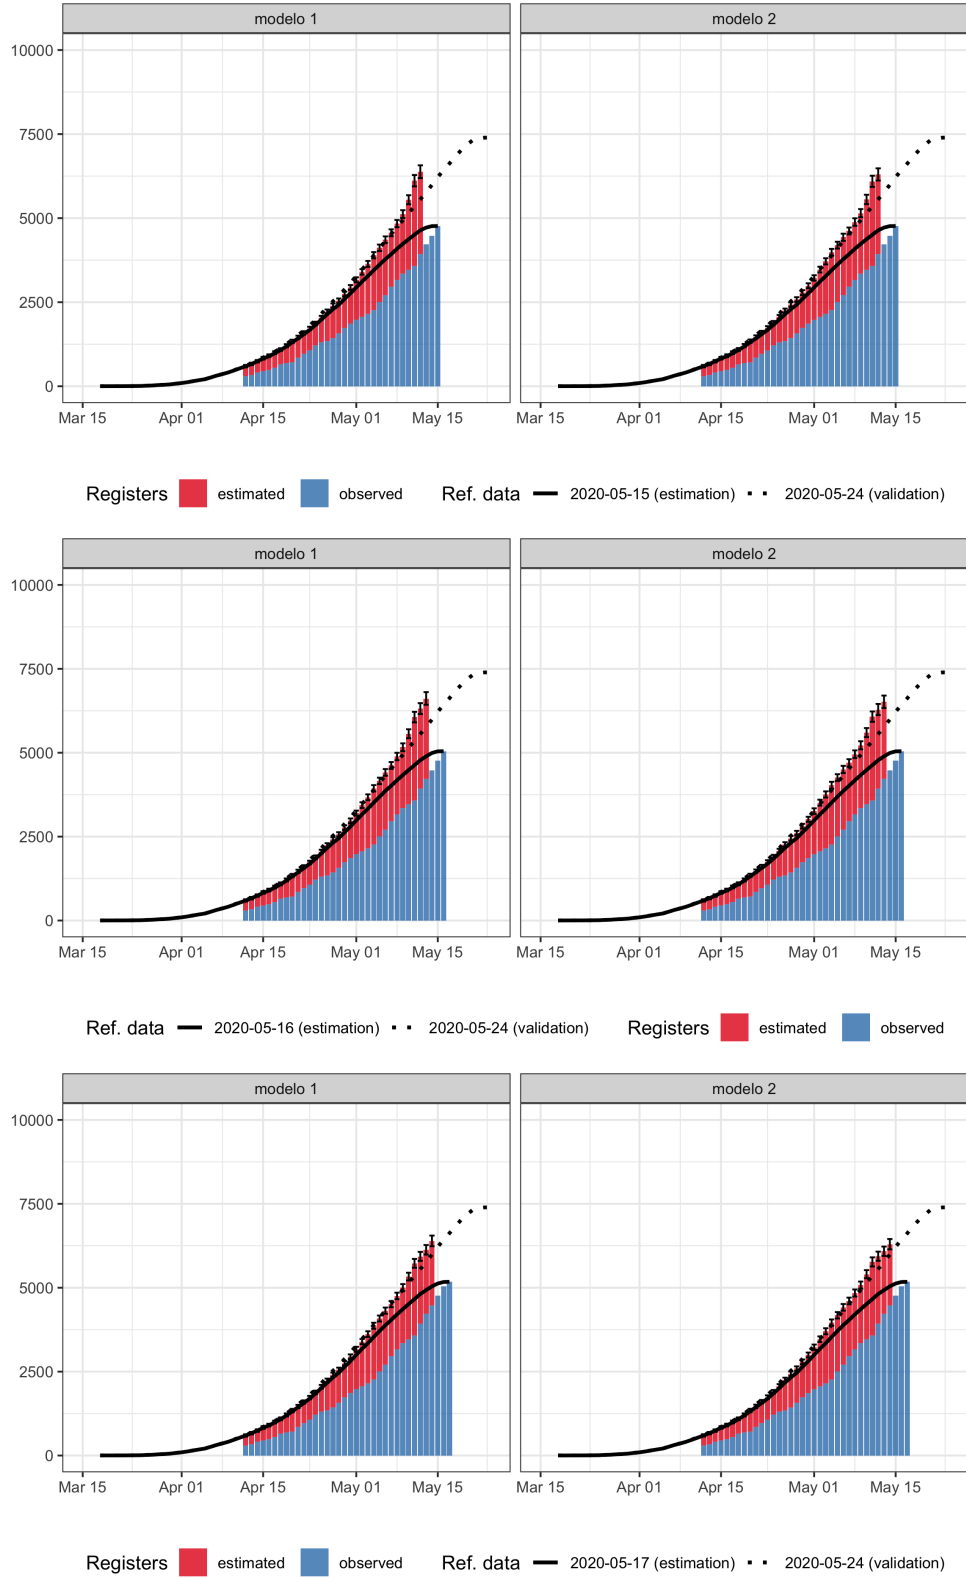 modelo 1 modelo 2
10000
7500
5000
2500
0
Mar 15 Apr 01 Apr 15 May 01 May 15 Mar 15 Apr 01 Apr 15 May 01 May 15
Registers estimated observed Ref. data 2020-05-15 (estimation) 2020-05-24 (validation)
modelo 1 modelo 2
10000
7500
5000
2500
0
Mar 15 Apr 01 Apr 15 May 01 May 15 Mar 15 Apr 01 Apr 15 May 01 May 15
Ref. data 2020-05-16 (estimation) 2020-05-24 (validation) Registers estimated observed
modelo 1 modelo 2
10000
7500
5000
2500
0
Mar 15 Apr 01 Apr 15 May 01 May 15 Mar 15 Apr 01 Apr 15 May 01 May 15
Registers estimated observed Ref. data 2020-05-17 (estimation) 2020-05-24 (validation)